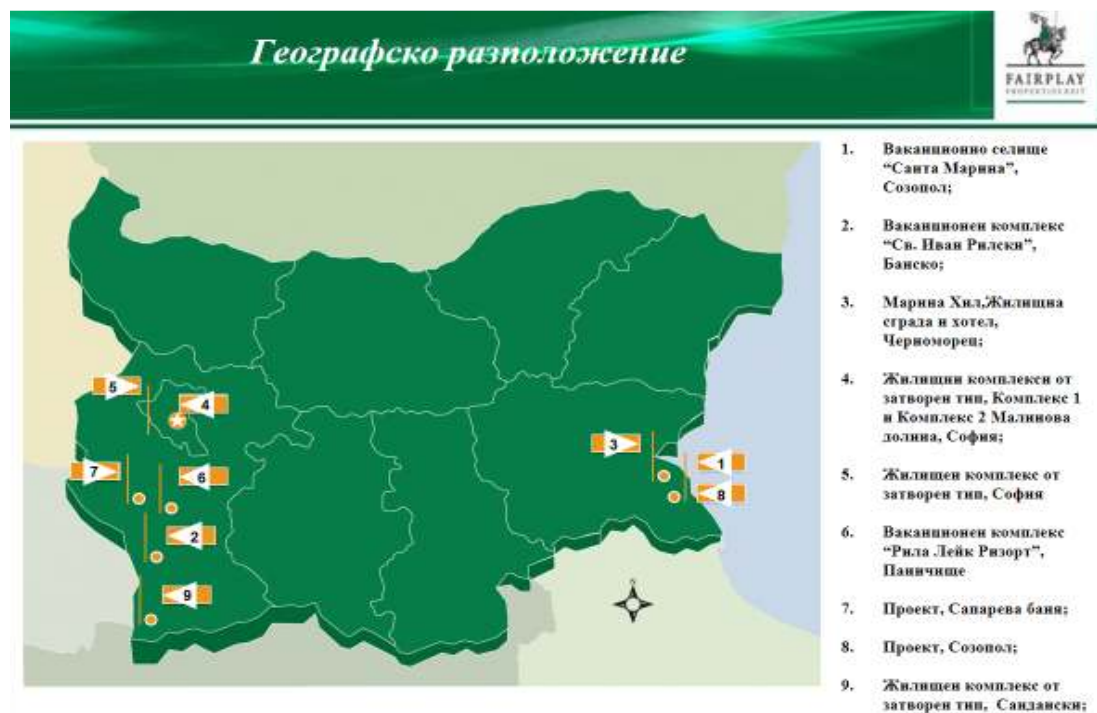 Географско разположение
FAIRPLAY
PROPERTIES REIT
1. Ваканционно селище
“Санта Марина”,
Созопол;
2. Ваканционен комплекс
“Св. Иван Рилски”,
Банско;
3. Марина Хил,Жилищна
сграда и хотел,
Черноморец;
4. Жилищни комплекси от
затворен тип, Комплекс 1
и Комплекс 2 Малинова
долина, София;
5. Жилищен комплекс от
затворен тип, София
6. Ваканционен комплекс
“Рила Лейк Ризорт”,
Паничище
7. Проект, Сапарева баня;
8. Проект, Созопол;
9. Жилищен комплекс от
затворен тип, Сандански;
5
4
3
1
7
6
8
2
9